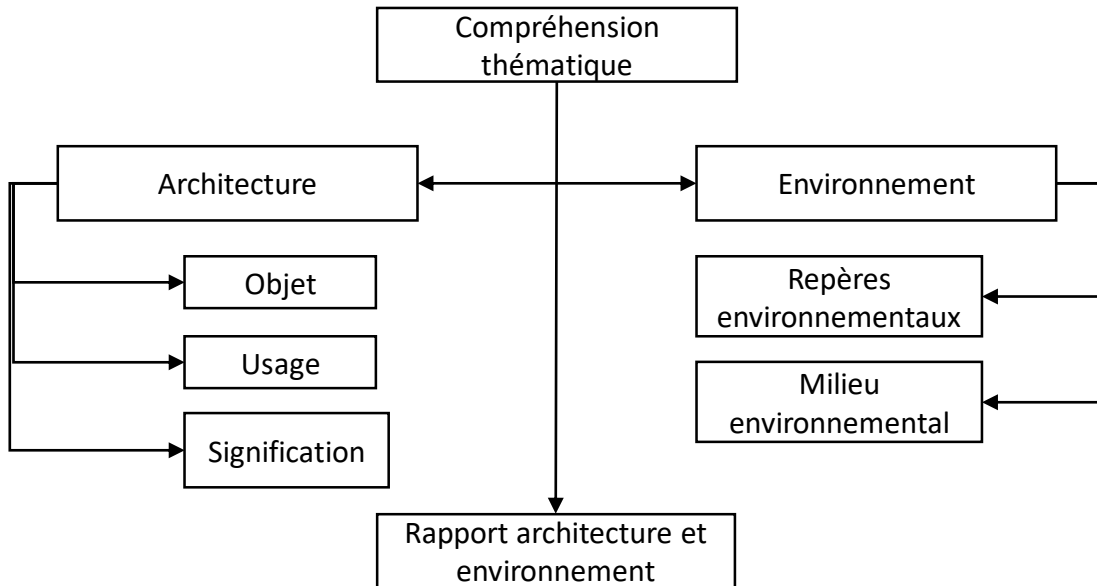 Compréhension
thématique
Architecture
Environnement
Objet
Usage
Signification
Repères
environnementaux
Milieu
environnemental
Rapport architecture et
environnement